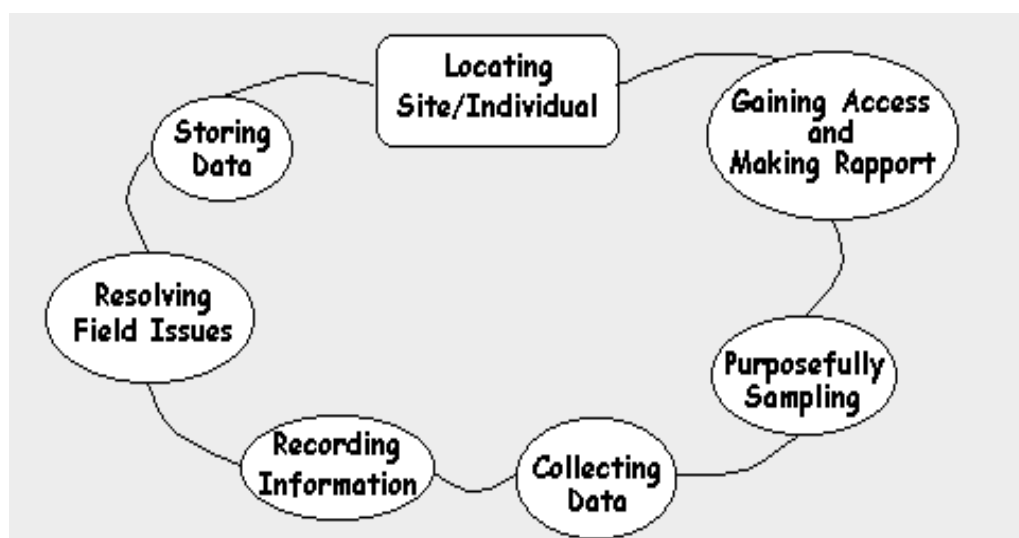 Locating
Site/Individual
Gaining Access
and
Making Rapport
Purposefully
Sampling
Collecting
Data
Recording
Information
Resolving
Field Issues
Storing
Data